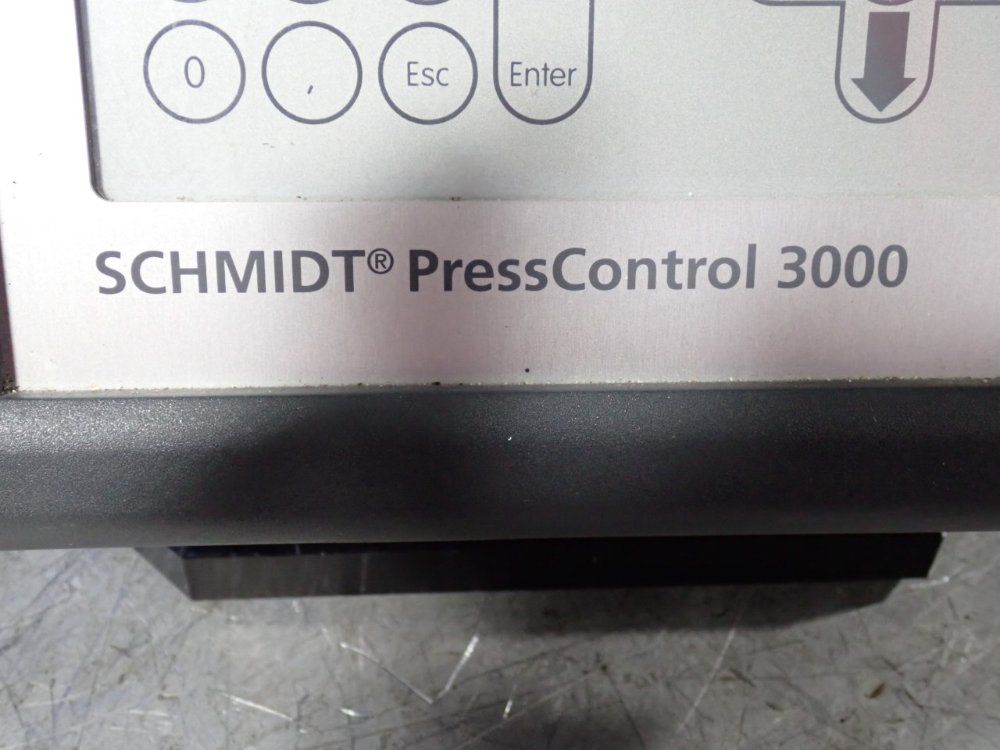 0 , Esc Enter
SCHMIDT® PressControl 3000